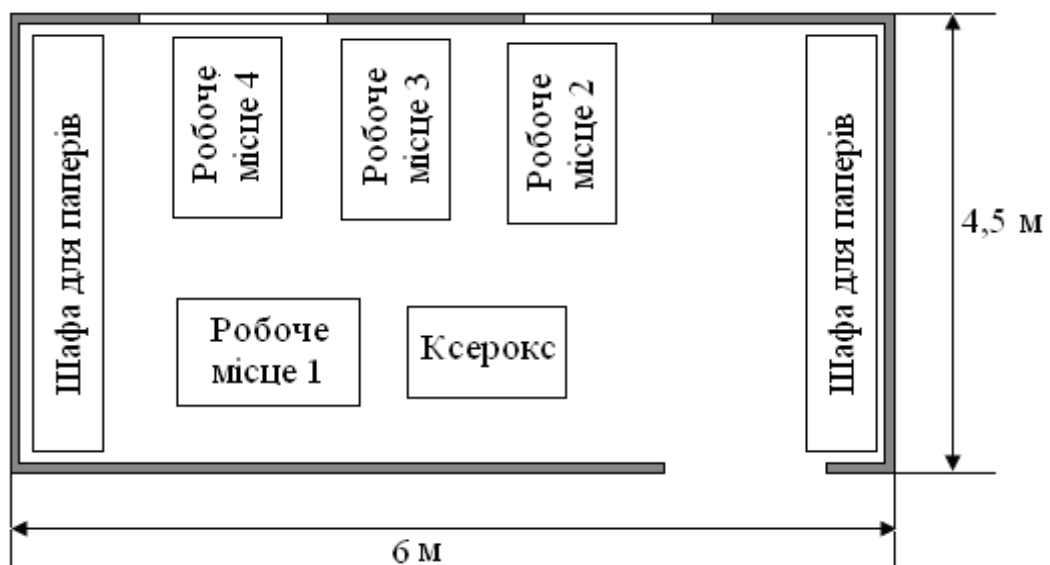 Шафа для паперів
Робоче
місце 4
Робоче
місце 3
Робоче
місце 2
Шафа для паперів
4,5 м
Робоче
місце 1
Ксерокс
6 м